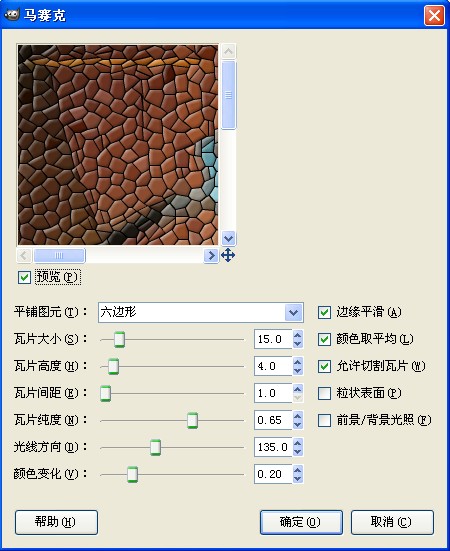 马赛克
预览(P)
平铺图元(T)： 六边形 边缘平滑(A)
瓦片大小(S)： 15.0 颜色取平均(L)
瓦片高度(H)： 4.0 允许切割瓦片(W)
瓦片间距(E)： 1.0 粒状表面(P)
瓦片纯度(N)： 0.65 前景/背景光照(F)
光线方向(D)： 135.0
颜色变化(V)： 0.20
帮助(H) 确定(O) 取消(C)